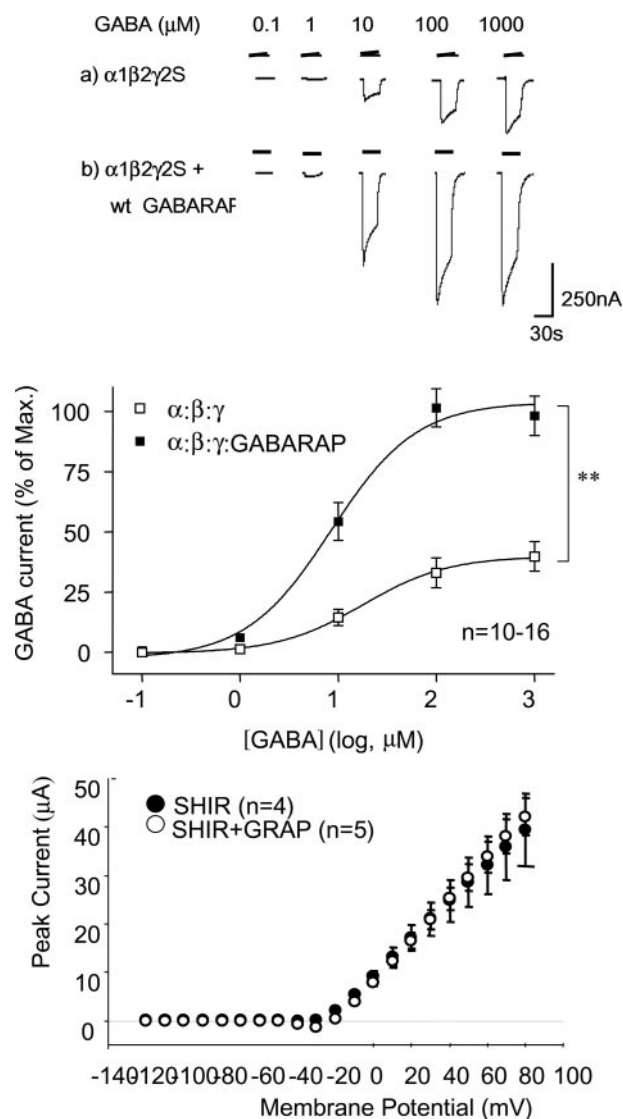 GABA (μM) 0.1 1 10 100 1000
a) α1β2γ2S
b) α1β2γ2S +
wt GABARAP
250nA
30s
GABA current (% of Max.)
100
75
50
25
0
α:β:γ
α:β:γ:GABARAP
**
n=10-16
-1 0 1 2 3
[GABA] (log, μM)
Peak Current (μA)
50
40
30
20
10
0
SHIR (n=4)
SHIR+GRAP (n=5)
-140 -120 -100 -80 -60 -40 -20 0 20 40 60 80 100
Membrane Potential (mV)